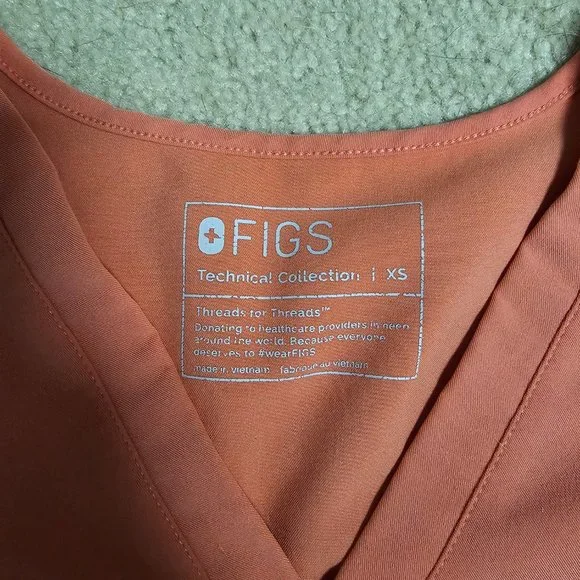 FIGS
Technical Collection | XS
Threads for Threads™
Donating to healthcare providers in need
around the world. Because everyone
deserves to #wearFIGS
made in vietnam. fabriqué au vietnam